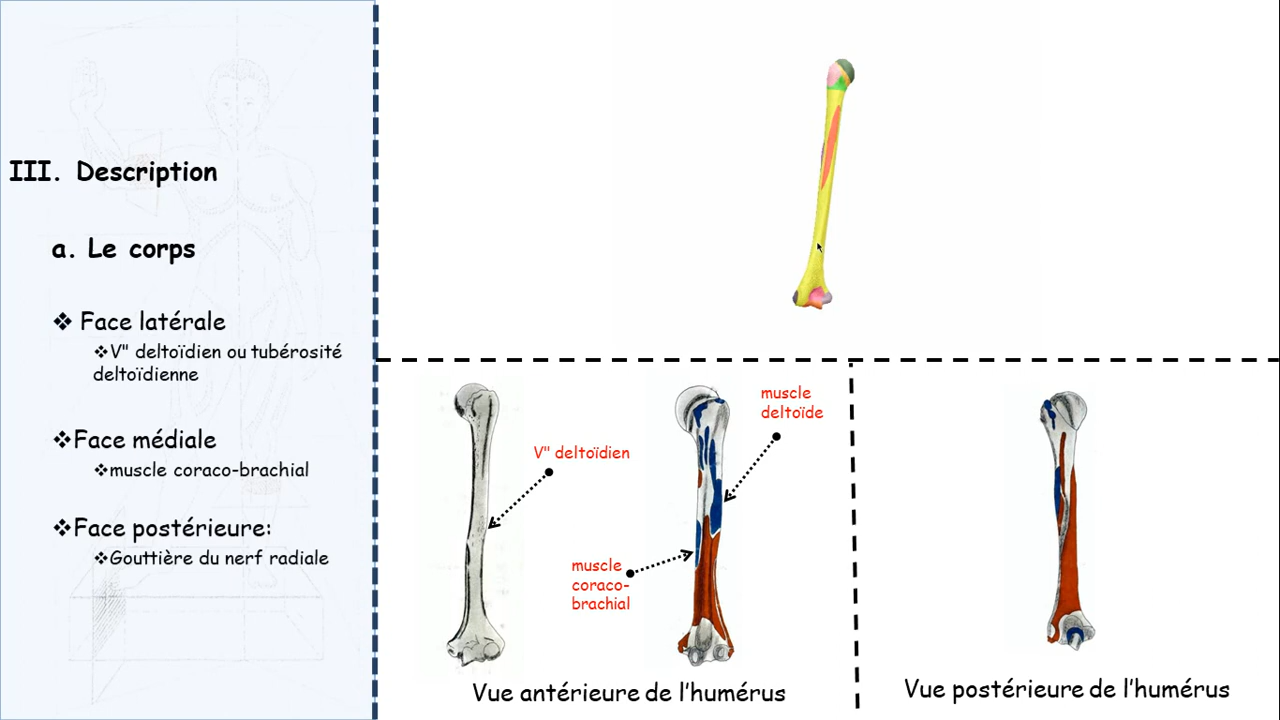 III. Description
a. Le corps
❖ Face latérale
❖V" deltoïdien ou tubérosité
deltoïdienne
❖Face médiale
❖muscle coraco-brachial
❖Face postérieure:
❖Gouttière du nerf radiale
V" deltoïdien
muscle
deltoïde
muscle
coraco-
brachial
Vue antérieure de l'humérus
Vue postérieure de l'humérus